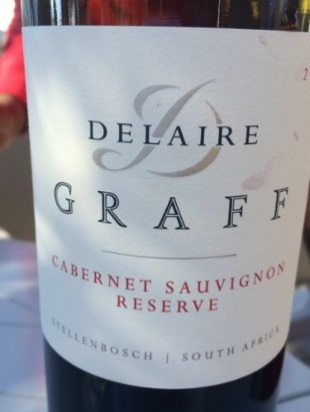 DELAIRE
GRAFF
CABERNET SAUVIGNON
RESERVE
STELLENBOSCH | SOUTH AFRICA